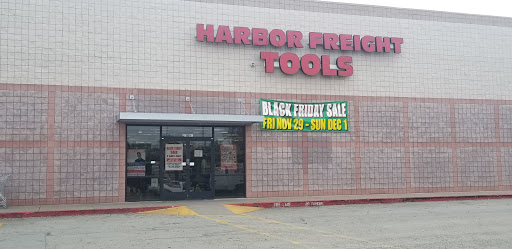 HARBOR FREIGHT
TOOLS
BLACK FRIDAY SALE
FRI NOV 29 - SUN DEC 1